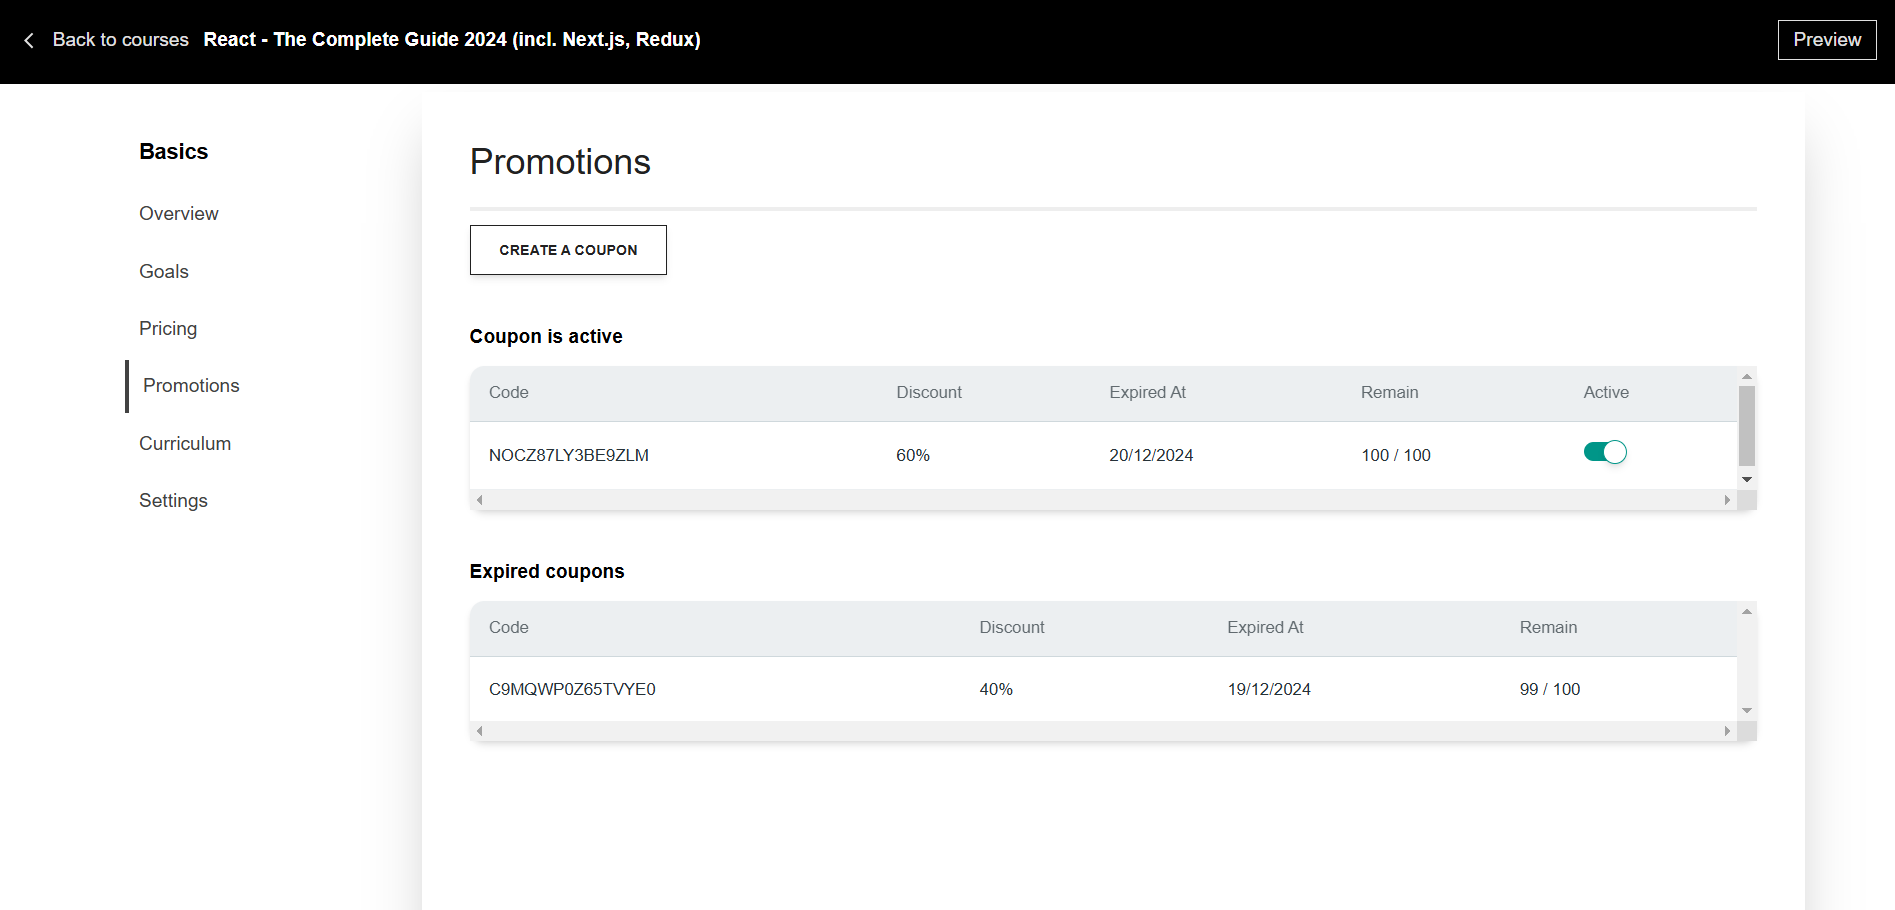 Back to courses React - The Complete Guide 2024 (incl. Next.js, Redux) Preview
Basics
Overview
Goals
Pricing
Promotions
Curriculum
Settings
Promotions
CREATE A COUPON
Coupon is active
Code Discount Expired At Remain Active
NOCZ87LY3BE9ZLM 60% 20/12/2024 100 / 100
Expired coupons
Code Discount Expired At Remain
C9MQWP0Z65TVYE0 40% 19/12/2024 99 / 100